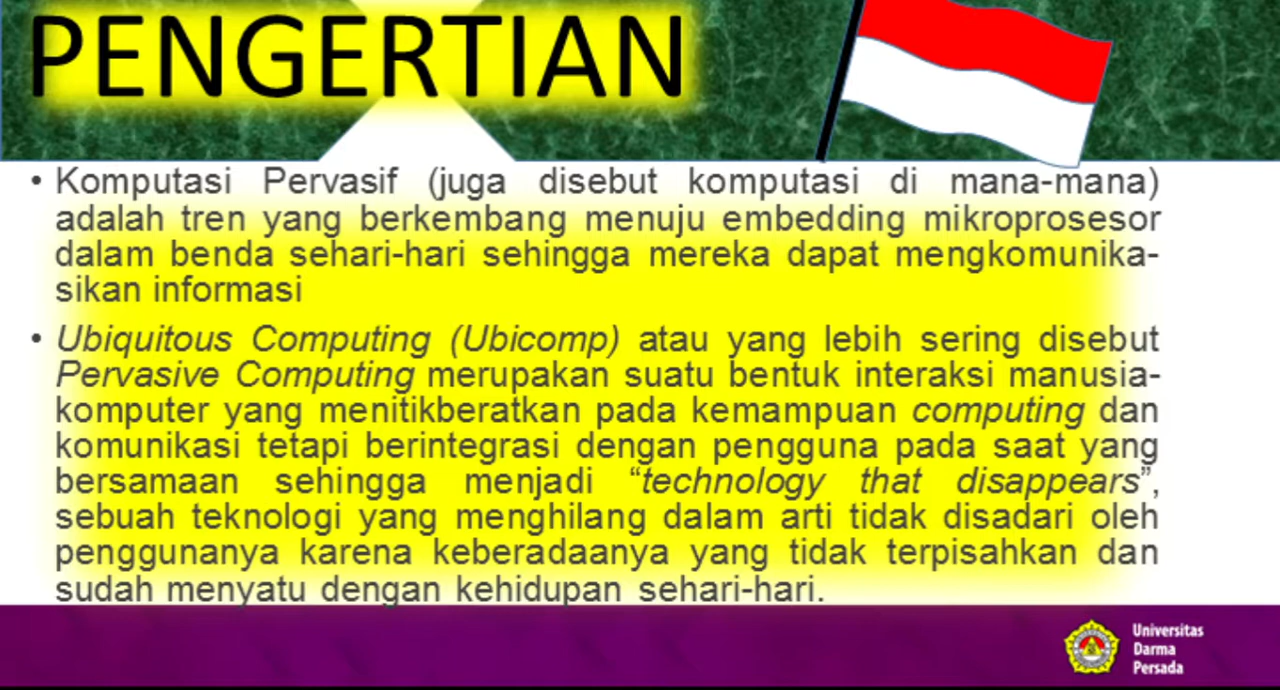 PENGERTIAN
• Komputasi Pervasif (juga disebut komputasi di mana-mana)
adalah tren yang berkembang menuju embedding mikroprosesor
dalam benda sehari-hari sehingga mereka dapat mengkomunika-
sikan informasi
• Ubiquitous Computing (Ubicomp) atau yang lebih sering disebut
Pervasive Computing merupakan suatu bentuk interaksi manusia-
komputer yang menitikberatkan pada kemampuan computing dan
komunikasi tetapi berintegrasi dengan pengguna pada saat yang
bersamaan sehingga menjadi “technology that disappears”,
sebuah teknologi yang menghilang dalam arti tidak disadari oleh
penggunanya karena keberadaanya yang tidak terpisahkan dan
sudah menyatu dengan kehidupan sehari-hari.
Universitas
Darma
Persada